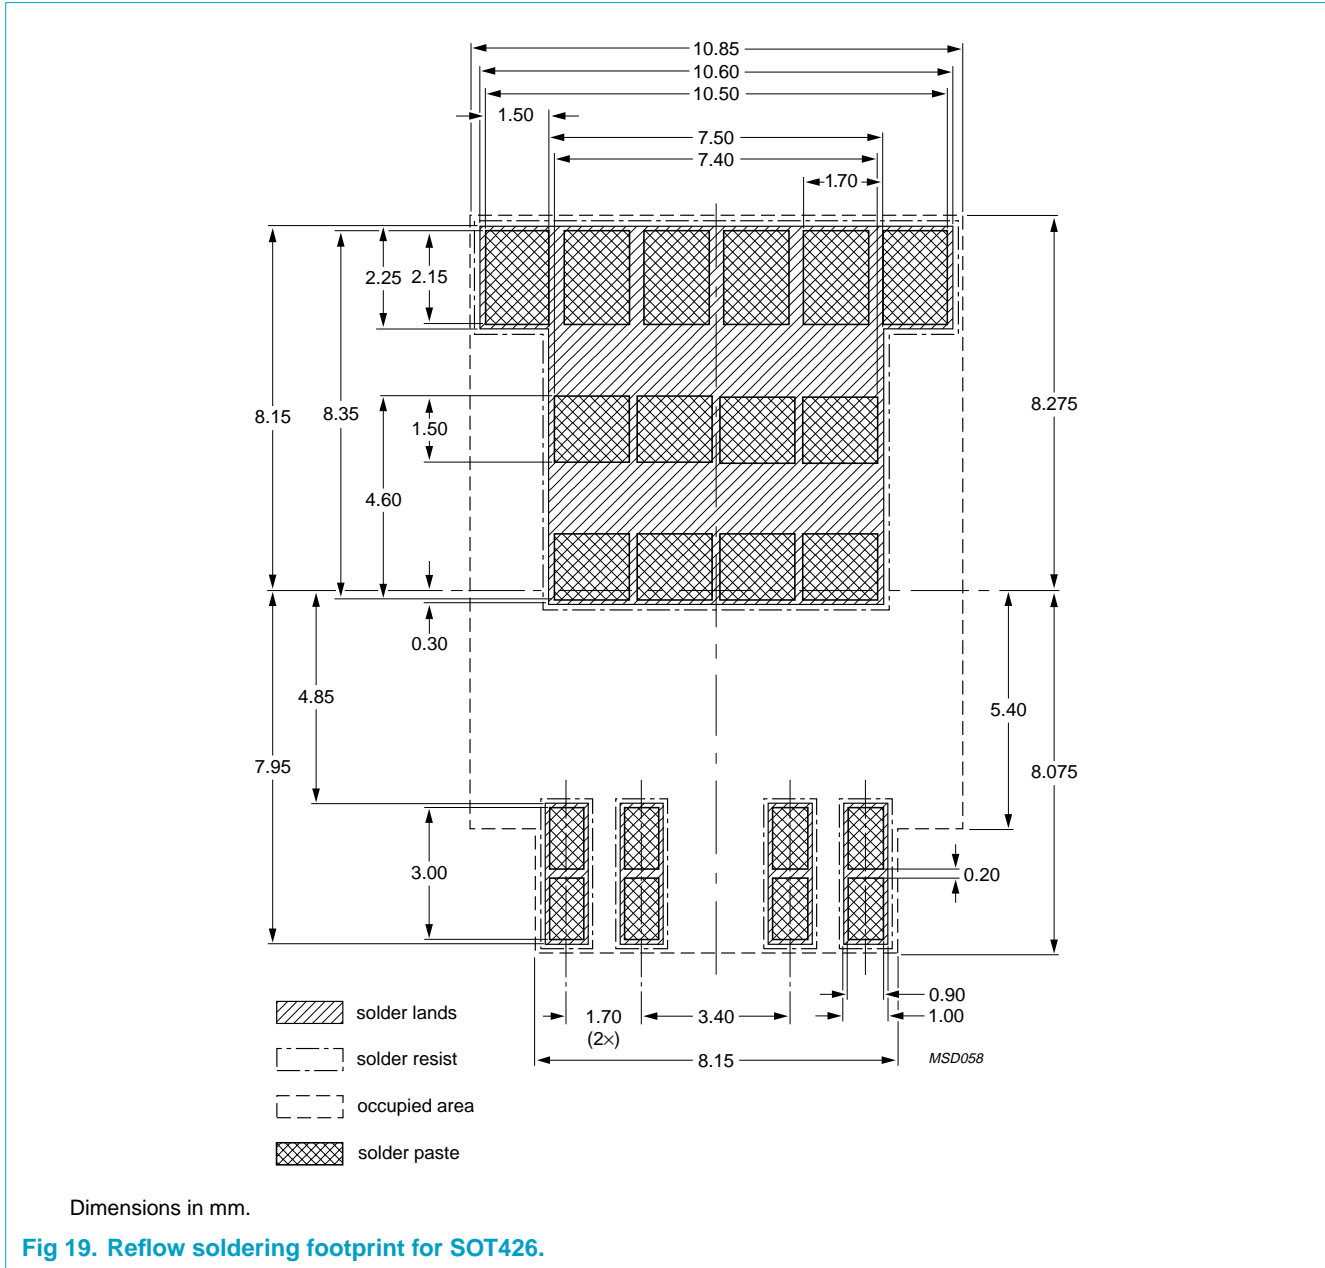 10.85
10.60
10.50
1.50
7.50
7.40
1.70
2.25 2.15
8.15 8.35 1.50 8.275
4.60
0.30
4.85
5.40
7.95 8.075
3.00 0.20
0.90
1.70 3.40 1.00
(2×)
8.15 MSD058
solder lands
solder resist
occupied area
solder paste
Dimensions in mm.
Fig 19. Reflow soldering footprint for SOT426.